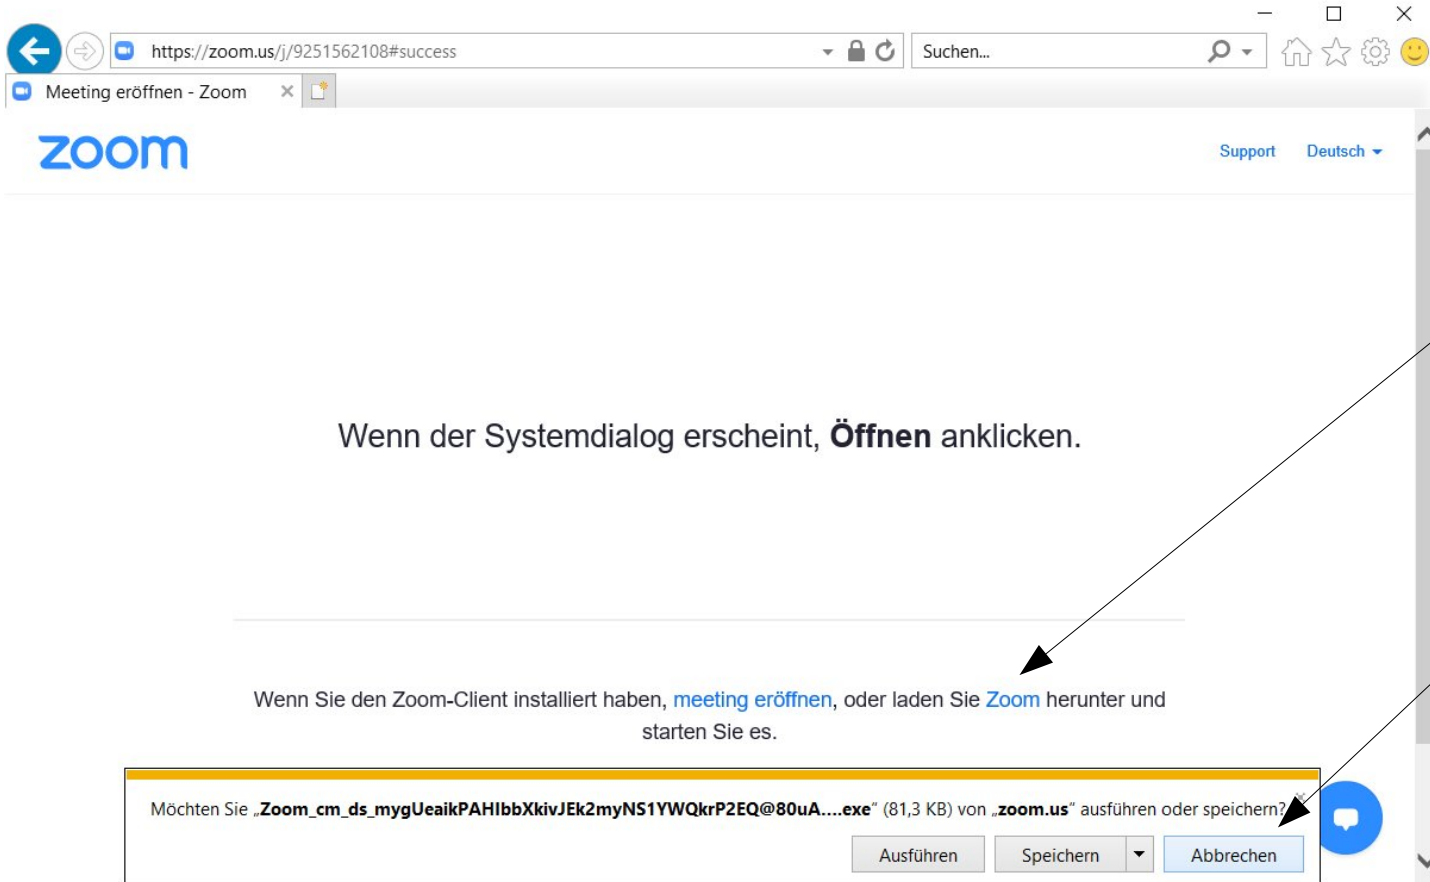 https://zoom.us/j/9251562108#success
Suchen...
Meeting eröffnen - Zoom
zoom
Support Deutsch
Wenn der Systemdialog erscheint, Öffnen anklicken.
Wenn Sie den Zoom-Client installiert haben, meeting eröffnen, oder laden Sie Zoom herunter und
starten Sie es.
Möchten Sie „Zoom_cm_ds_mygUeaikPAHIbbXkivJEk2myNS1YWQkrP2EQ@80uA....exe“ (81,3 KB) von „zoom.us“ ausführen oder speichern?
Ausführen Speichern Abbrechen